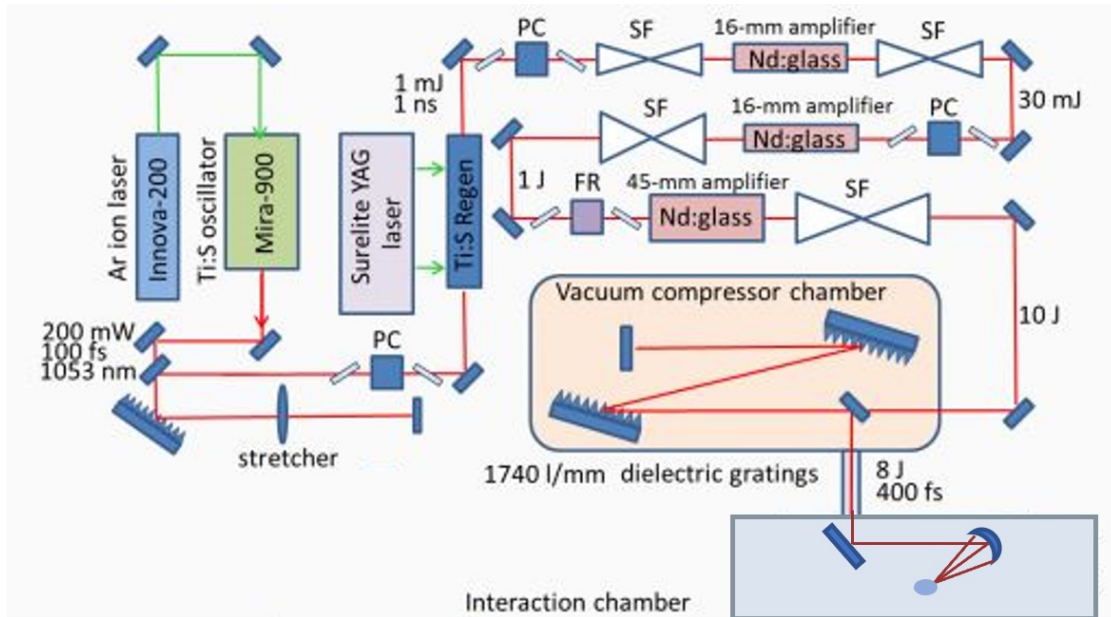 PC
SF
16-mm amplifier
Nd:glass
SF
1 mJ
1 ns
30 mJ
SF
16-mm amplifier
Nd:glass
PC
Ar ion laser
Innova-200
Ti:S oscillator
Mira-900
Surelite YAG
laser
Ti:S Regen
1 J
FR
45-mm amplifier
Nd:glass
SF
Vacuum compressor chamber
10 J
200 mW
100 fs
1053 nm
PC
stretcher
1740 l/mm dielectric gratings
8 J
400 fs
Interaction chamber